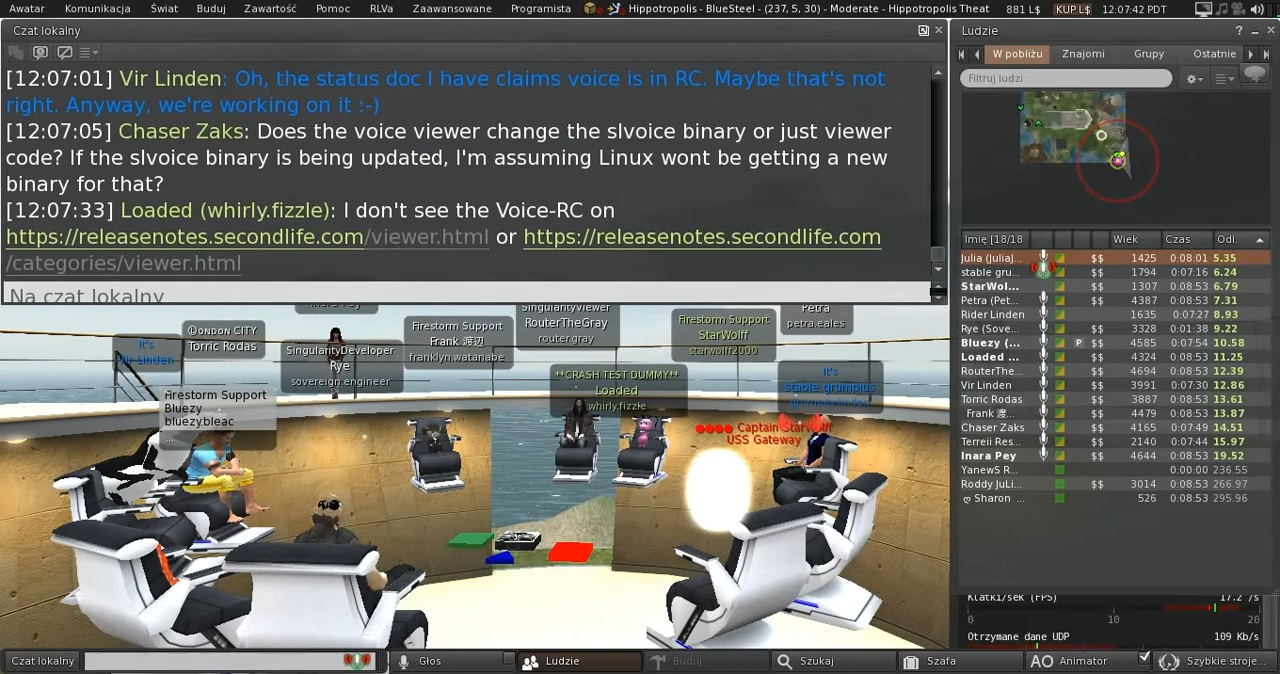 Awatar Komunikacja Świat Buduj Zawartość Pomoc RLVa Zaawansowane Programista Hippotropolis - BlueSteel - (237, 5, 30) - Moderate - Hippotropolis Theat 881 L$ KUP L$ 12:07:42 PDT
Czat lokalny
[12:07:01] Vir Linden: Oh, the status doc I have claims voice is in RC. Maybe that's not
right. Anyway, we're working on it :-)
[12:07:05] Chaser Zaks: Does the voice viewer change the slvoice binary or just viewer
code? If the slvoice binary is being updated, I'm assuming Linux wont be getting a new
binary for that?
[12:07:33] Loaded (whirly.fizzle): I don't see the Voice-RC on
https://releasenotes.secondlife.com/viewer.html or https://releasenotes.secondlife.com
/categories/viewer.html
Na czat lokalny
It's
Vir Linden
ⓁONDON CITY
Torric Rodas
SingularityDeveloper
Rye
sovereign.engineer
Firestorm Support
Frank 渡辺
franklyn.watanabe
SingularityViewer
RouterTheGray
router.gray
Firestorm Support
StarWolff
starwolff2000
Petra
petra.eales
**CRASH TEST DUMMY**
Loaded
whirly.fizzle
It's
stable grumpius
Firestorm Support
Bluezy
bluezy.bleac
...
Captain StarWolff
USS Gateway
Ludzie
W pobliżu Znajomi Grupy Ostatnie
Filtruj ludzi
Imię [18/18 Wiek Czas Odl.
Julia (JuliaJ... $$ 1425 0:08:01 5.35
stable gru... $$ 1794 0:07:16 6.24
StarWol... $$ 1307 0:08:53 6.79
Petra (Pet... $$ 4387 0:08:53 7.31
Rider Linden 1635 0:07:27 8.93
Rye (Sove... $$ 3328 0:01:38 9.22
Bluezy (... P $$ 4585 0:07:54 10.58
Loaded ... $$ 4324 0:08:53 11.25
RouterThe... $$ 4694 0:08:53 12.39
Vir Linden $$ 3991 0:07:30 12.86
Torric Rodas $$ 3887 0:08:53 13.61
Frank 渡... $$ 4479 0:08:53 13.87
Chaser Zaks $$ 4165 0:07:49 14.51
Terreii Res... $$ 2140 0:07:44 15.97
Inara Pey $$ 4644 0:08:53 19.52
YanewS R... 0:00:00 236.55
Roddy JuLi... $$ 3014 0:08:53 266.97
ღ Sharon ... 526 0:08:53 295.96
Klatki/sek (FPS) 17.2 /s
0 10 20
Otrzymane dane UDP 109 Kb/s
Czat lokalny Głos Ludzie Buduj Szukaj Szafa AO Animator Szybkie stroje...